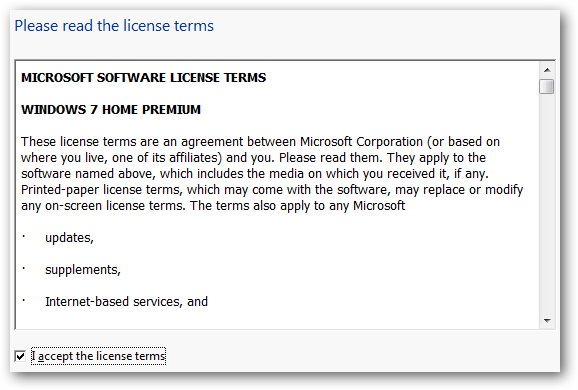 Please read the license terms
MICROSOFT SOFTWARE LICENSE TERMS
WINDOWS 7 HOME PREMIUM
These license terms are an agreement between Microsoft Corporation (or based on
where you live, one of its affiliates) and you. Please read them. They apply to the
software named above, which includes the media on which you received it, if any.
Printed-paper license terms, which may come with the software, may replace or modify
any on-screen license terms. The terms also apply to any Microsoft
· updates,
· supplements,
· Internet-based services, and
I accept the license terms